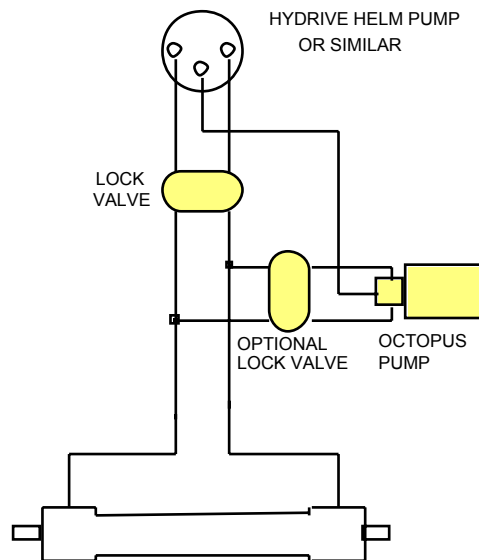 HYDRIVE HELM PUMP
OR SIMILAR
LOCK
VALVE
OPTIONAL
LOCK VALVE
OCTOPUS
PUMP